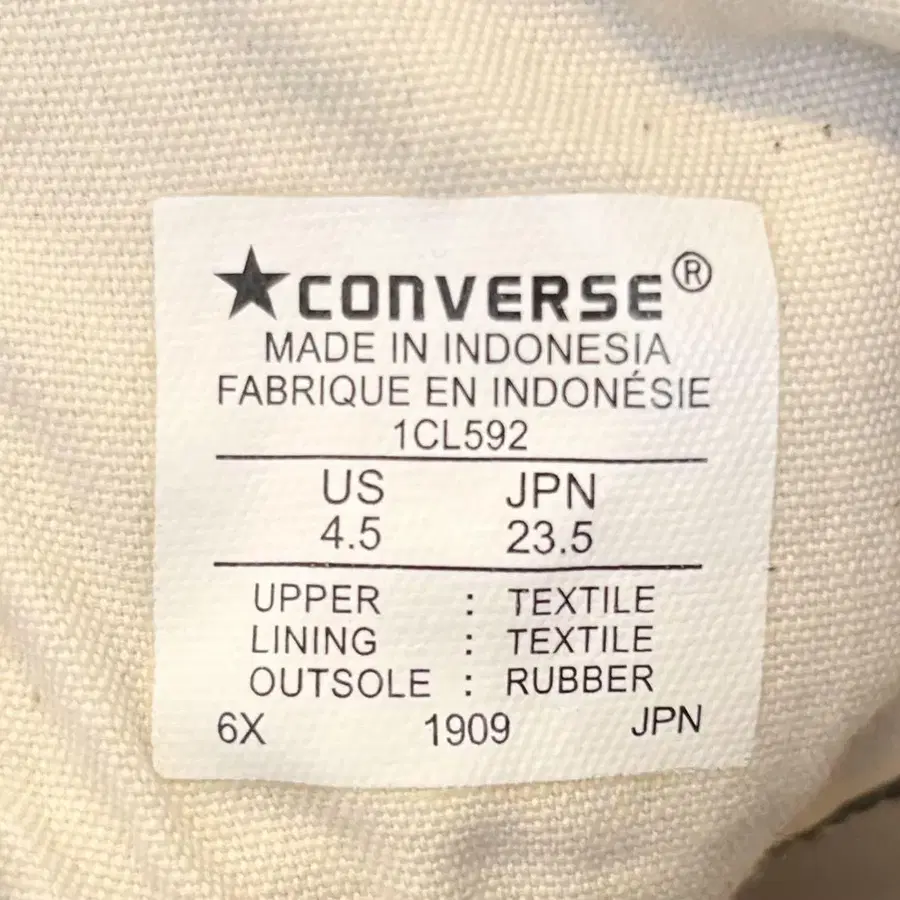 ★CONVERSE®
MADE IN INDONESIA
FABRIQUE EN INDONÉSIE
1CL592
US JPN
4.5 23.5
UPPER : TEXTILE
LINING : TEXTILE
OUTSOLE : RUBBER
6X 1909 JPN